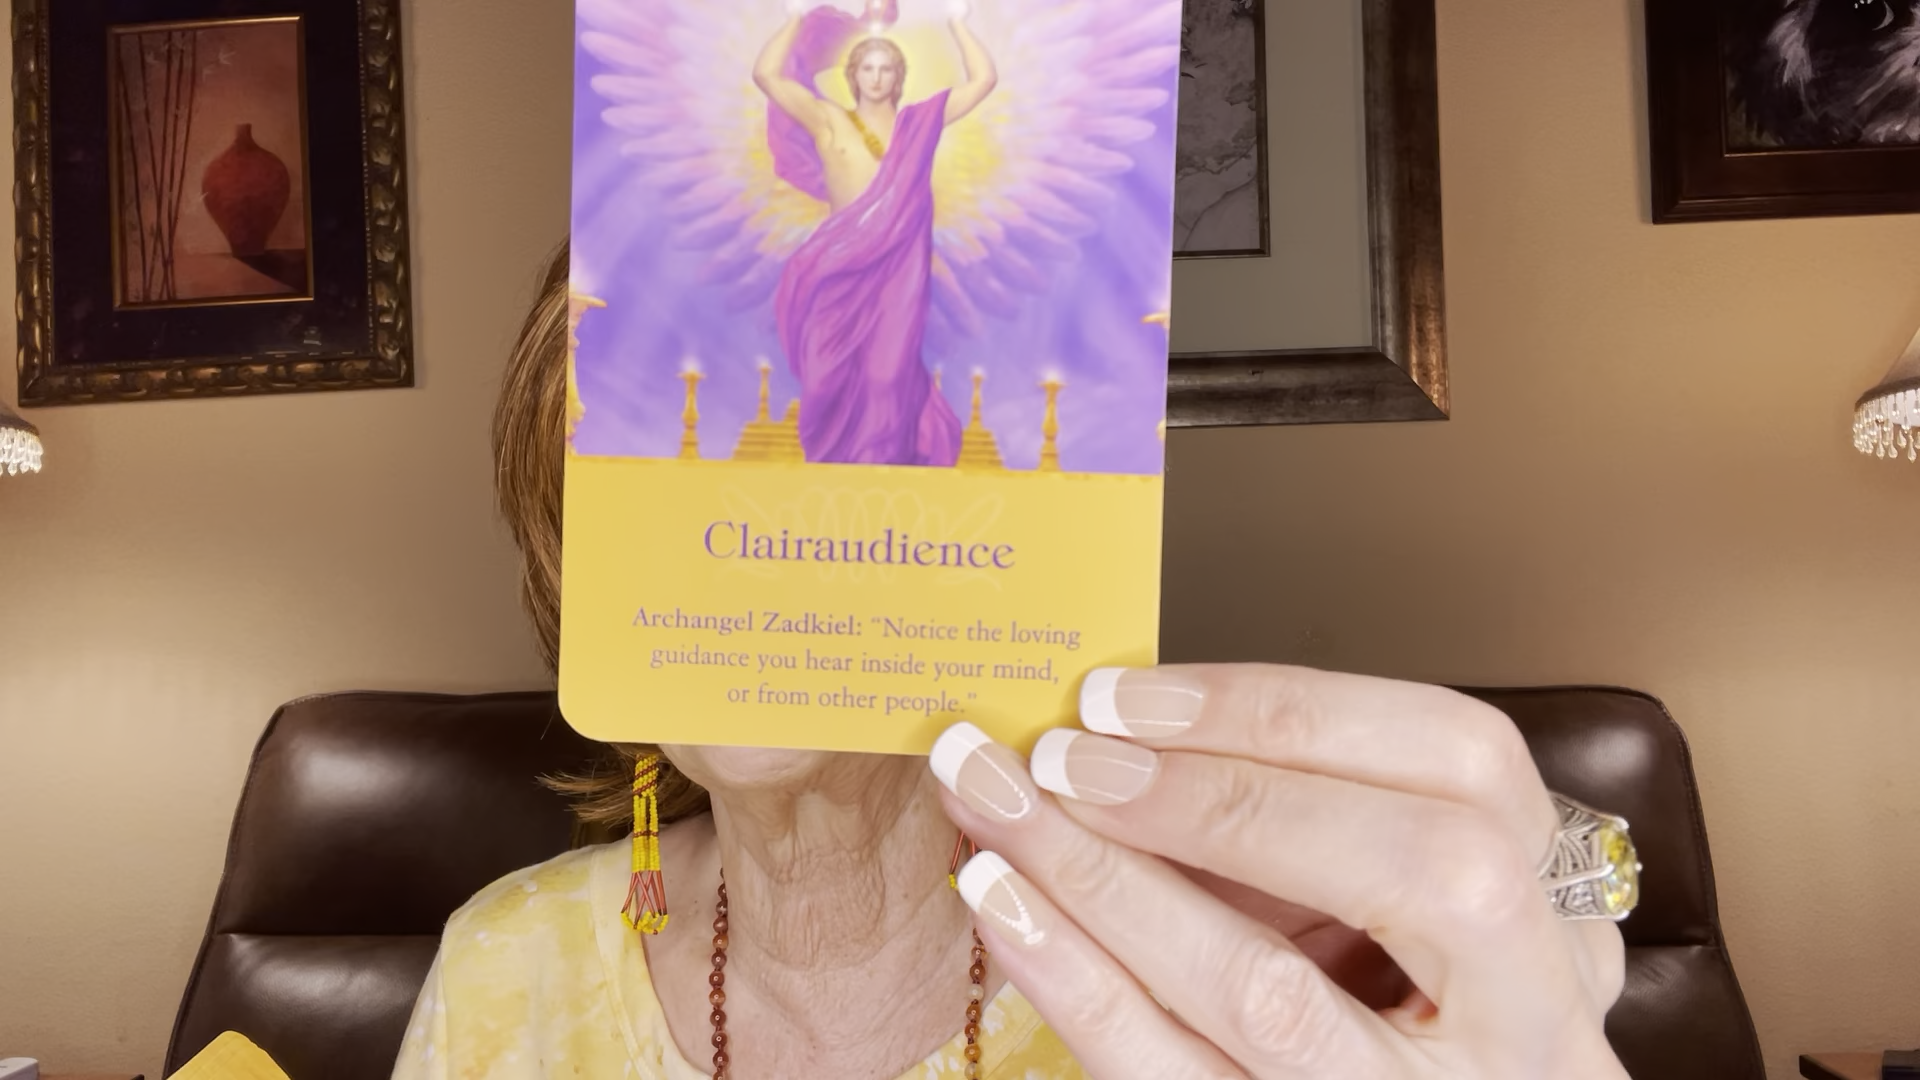 Clairaudience
Archangel Zadkiel: “Notice the loving
guidance you hear inside your mind,
or from other people.”